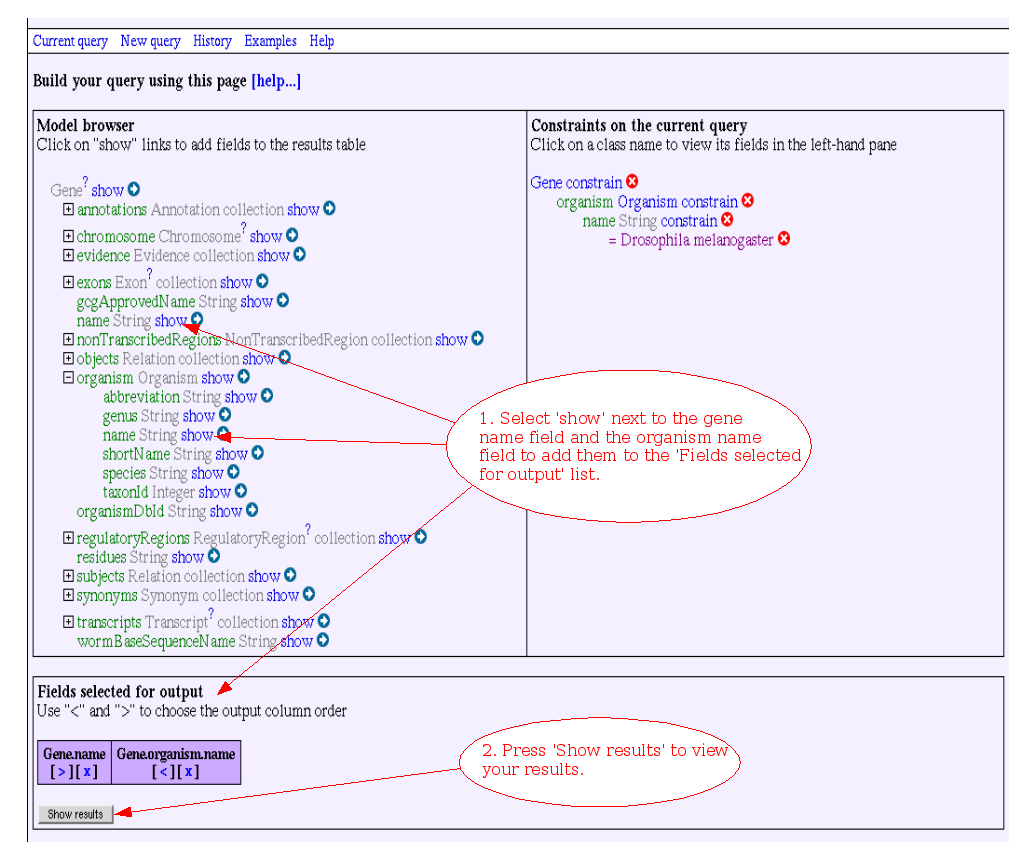 Current query New query History Examples Help
Build your query using this page [help...]
Model browser
Click on "show" links to add fields to the results table
Gene? show
annotations Annotation collection show
chromosome Chromosome? show
evidence Evidence collection show
exons Exon? collection show
gcgApprovedName String show
name String show
nonTranscribedRegions NonTranscribedRegion collection show
objects Relation collection show
organism Organism show
abbreviation String show
genus String show
name String show
shortName String show
species String show
taxonId Integer show
organismDbId String show
regulatoryRegions RegulatoryRegion? collection show
residues String show
subjects Relation collection show
synonyms Synonym collection show
transcripts Transcript? collection show
wormBaseSequenceName String show
Constraints on the current query
Click on a class name to view its fields in the left-hand pane
Gene constrain
organism Organism constrain
name String constrain
= Drosophila melanogaster
1. Select 'show' next to the gene
name field and the organism name
field to add them to the 'Fields selected
for output' list.
Fields selected for output
Use "<" and ">" to choose the output column order
Gene.name Gene.organism.name
[>][x] [<][x]
2. Press 'Show results' to view
your results.
Show results